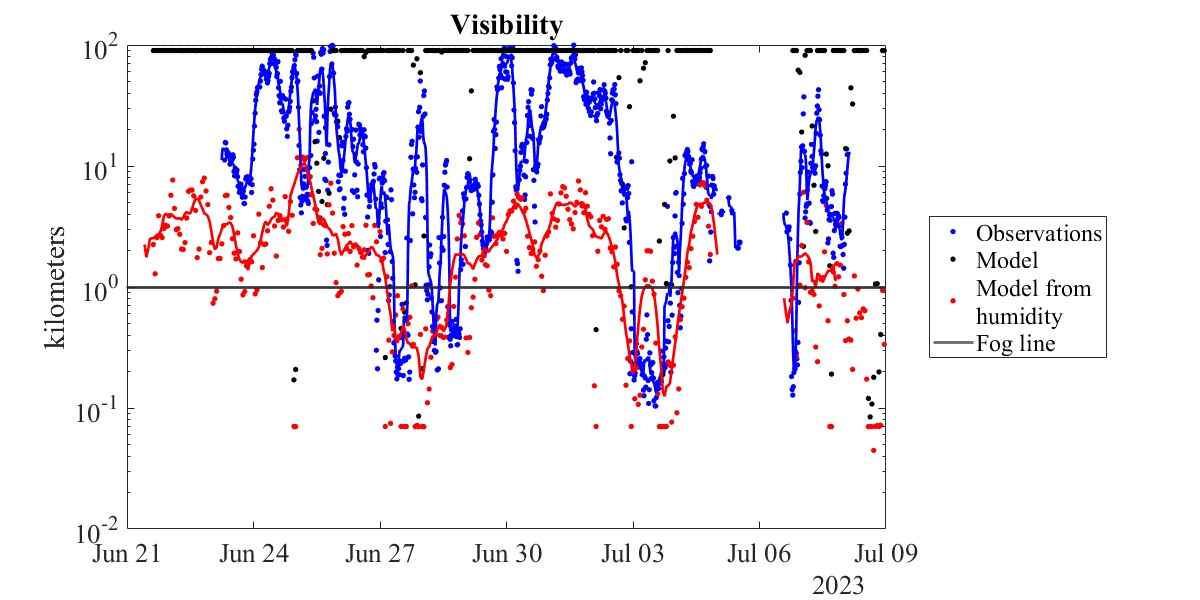 Visibility
kilometers
10^2
10^1
10^0
10^-1
10^-2
Jun 21 Jun 24 Jun 27 Jun 30 Jul 03 Jul 06 Jul 09
2023
Observations
Model
Model from
humidity
Fog line